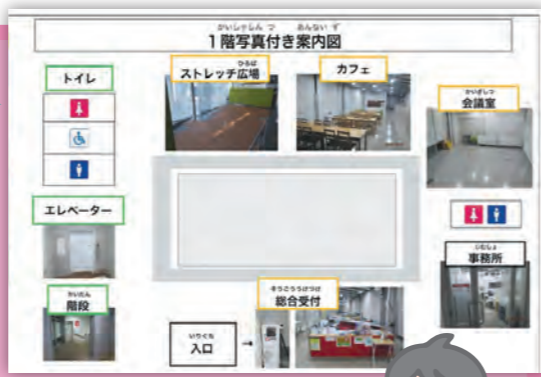 かいしゃしん つ あんない ず
1階写真付き案内図
トイレ
ひろば
ストレッチ広場
カフェ
かいぎしつ
会議室
エレベーター
じむしょ
事務所
かいだん
階段
そうごううけつけ
総合受付
いりぐち
入口
→